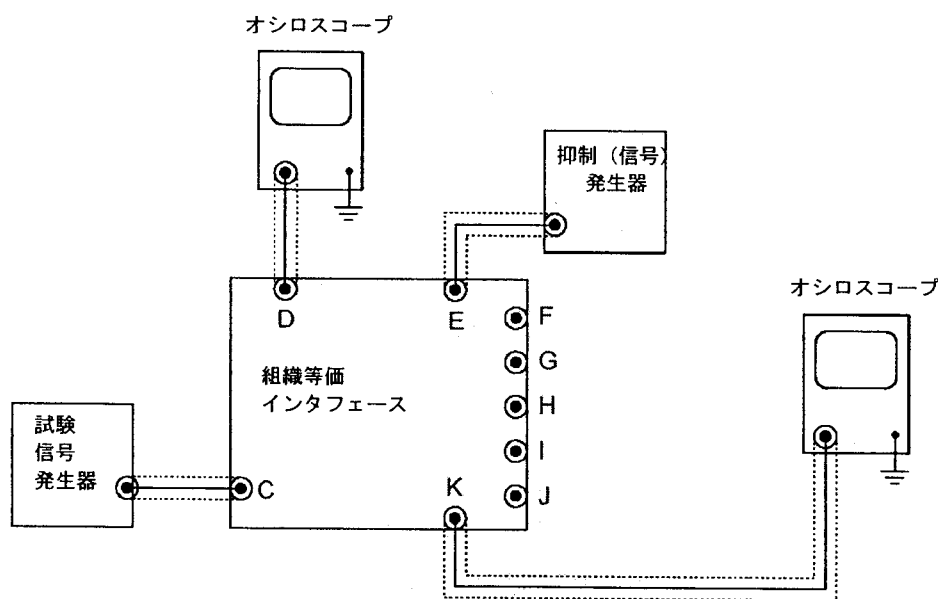 オシロスコープ
抑制（信号）
発生器
オシロスコープ
D
E
F
G
H
I
J
K
C
組織等価
インタフェース
試験
信号
発生器